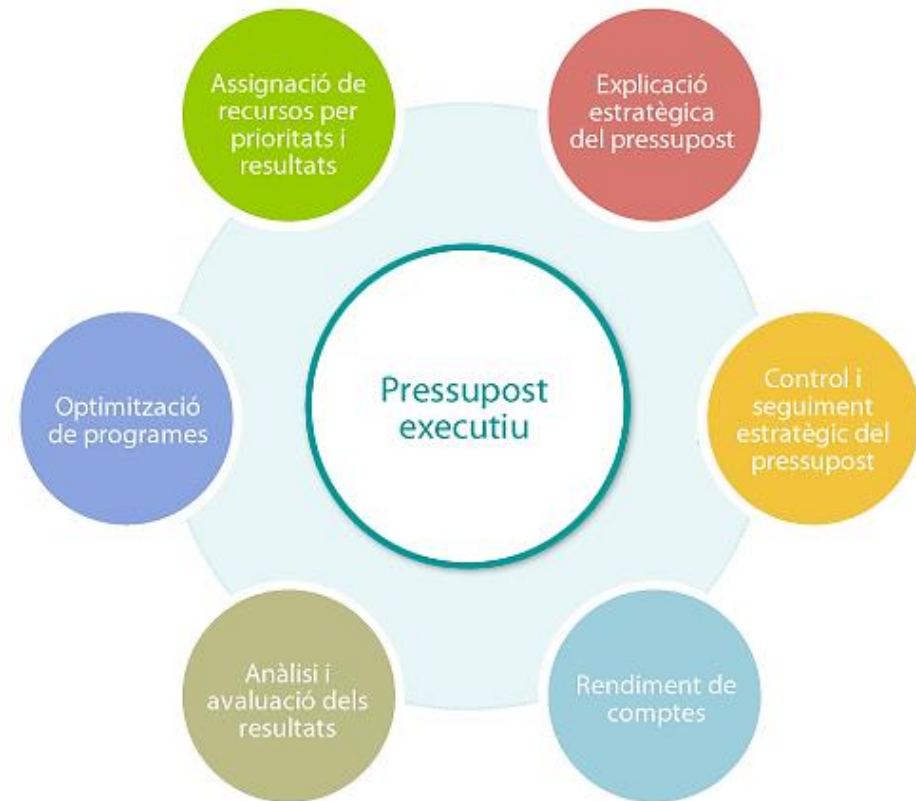 Assignació de
recursos per
prioritats i
resultats
Explicació
estratègica
del pressupost
Optimització
de programes
Pressupost
executiu
Control i
seguiment
estratègic del
pressupost
Anàlisi i
avaluació dels
resultats
Rendiment de
comptes